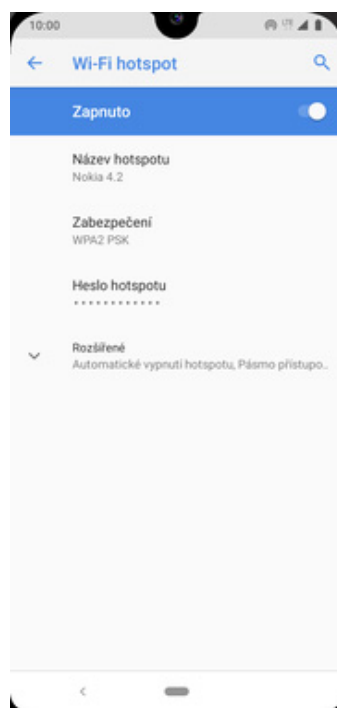 10:00
Wi-Fi hotspot
Zapnuto
Název hotspotu
Nokia 4.2
Zabezpečení
WPA2 PSK
Heslo hotspotu
••••••••••••
Rozšířené
Automatické vypnutí hotspotu, Pásmo přístupo..